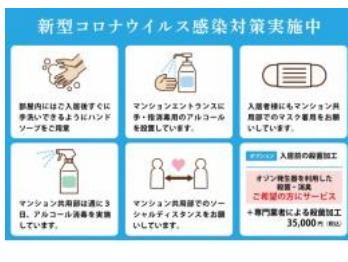 新型コロナウイルス感染対策実施中
部屋内にはご入居後すぐに
手洗いできるようにハンド
ソープをご用意
マンションエントランスに
手・指消毒用のアルコール
を設置しています。
入居者様にもマンション共
用部でのマスク着用をお願
いしています。
マンション共用部は週に3
日、アルコール消毒を実施
しています。
マンション共用部でのソー
シャルディスタンスをお願
いしています。
オプション 入居前の殺菌加工
オゾン発生器を利用した
殺菌・消臭
ご希望の方にサービス
＋専門業者による殺菌加工
35,000円(税込)